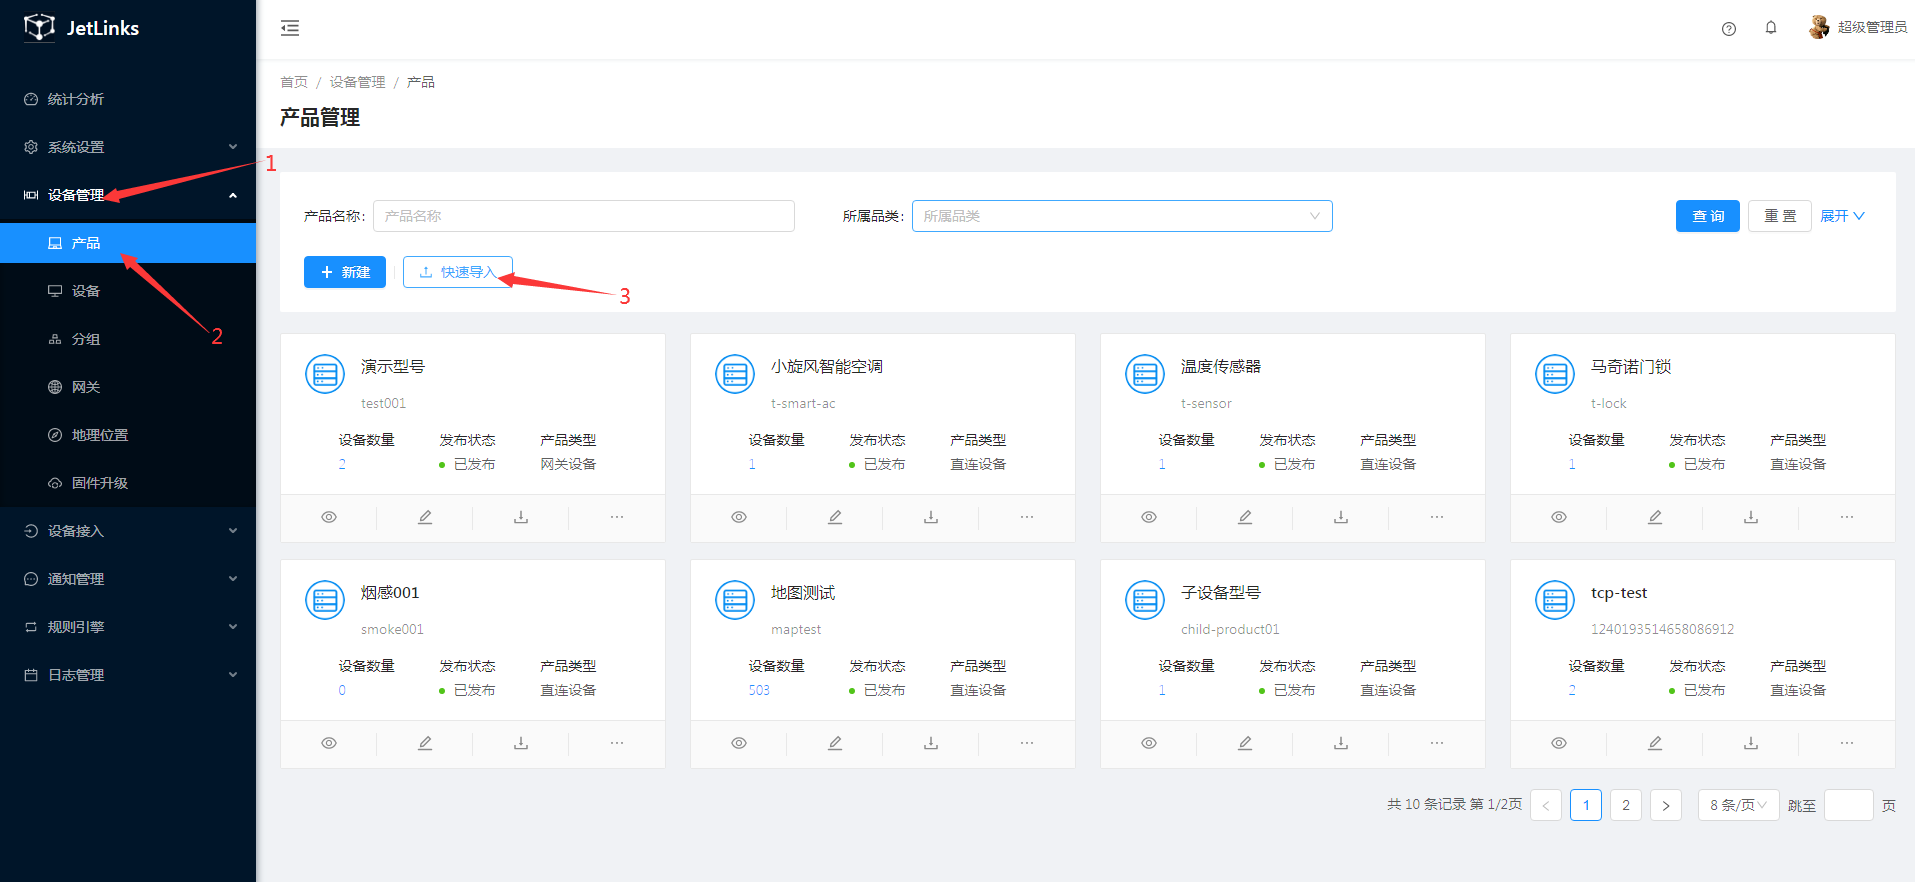 JetLinks
统计分析
系统设置
设备管理
产品
设备
分组
网关
地理位置
固件升级
设备接入
通知管理
规则引擎
日志管理
1
2
超级管理员
首页 / 设备管理 / 产品
产品管理
产品名称: 产品名称 所属品类: 所属品类 查 询 重 置 展开
新建 快速导入
3
演示型号
test001
设备数量 发布状态 产品类型
2 已发布 网关设备
小旋风智能空调
t-smart-ac
设备数量 发布状态 产品类型
1 已发布 直连设备
温度传感器
t-sensor
设备数量 发布状态 产品类型
1 已发布 直连设备
马奇诺门锁
t-lock
设备数量 发布状态 产品类型
1 已发布 直连设备
烟感001
smoke001
设备数量 发布状态 产品类型
0 已发布 直连设备
地图测试
maptest
设备数量 发布状态 产品类型
503 已发布 直连设备
子设备型号
child-product01
设备数量 发布状态 产品类型
1 已发布 直连设备
tcp-test
1240193514658086912
设备数量 发布状态 产品类型
2 已发布 直连设备
共 10 条记录 第 1/2页 < 1 2 > 8 条/页 跳至 页